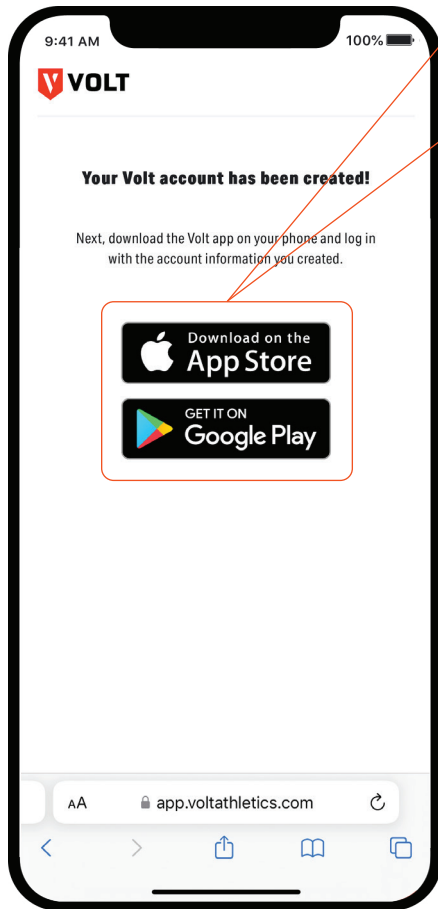 9:41 AM
100%
VOLT
Your Volt account has been created!
Next, download the Volt app on your phone and log in
with the account information you created.
Download on the
App Store
GET IT ON
Google Play
AA
app.voltathletics.com